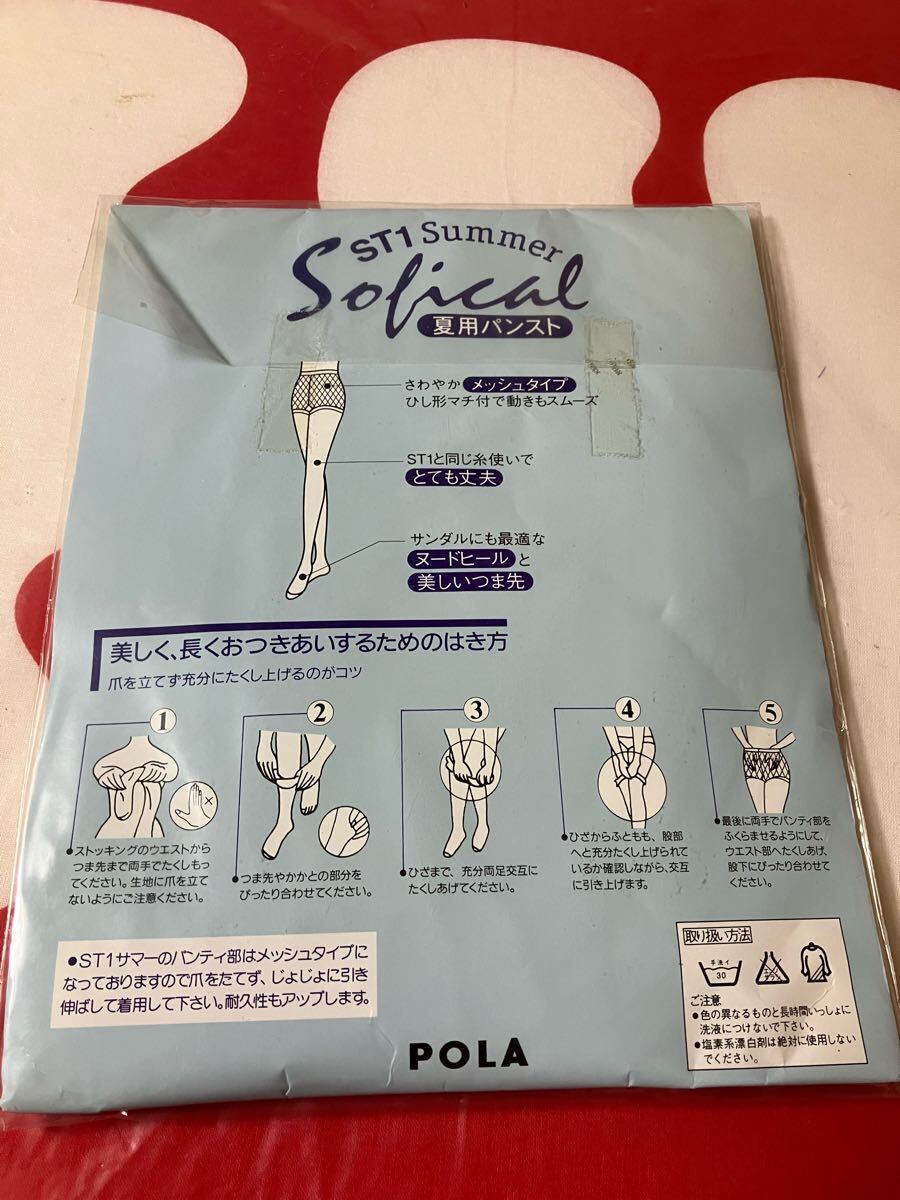 ST1 Summer
Sofical
夏用パンスト
さわやか メッシュタイプ
ひし形マチ付で動きもスムーズ
ST1と同じ糸使いで
とても丈夫
サンダルにも最適な
ヌードヒール と
美しいつま先
美しく、長くおつきあいするためのはき方
爪を立てず充分にたくし上げるのがコツ
1
●ストッキングのウエストから
つま先まで両手でたくしもっ
てください。生地に爪を立て
ないようにご注意ください。
2
●つま先やかかとの部分を
ぴったり合わせてください。
3
●ひざまで、充分両足交互に
たくしあげてください。
4
●ひざからふともも、股部
へと充分たくし上げられて
いるか確認しながら、交互
に引き上げます。
5
●最後に両手でパンティ部を
ふくらませるようにして、
ウエスト部へたくしあげ、
股下にぴったり合わせて
ください。
●ST1サマーのパンティ部はメッシュタイプに
なっておりますので爪をたてず、じょじょに引き
伸ばして着用して下さい。耐久性もアップします。
取り扱い方法
手洗イ
30
ご注意
●色の異なるものと長時間いっしょに
洗液につけないで下さい。
●塩素系漂白剤は絶対に使用しない
でください。
POLA